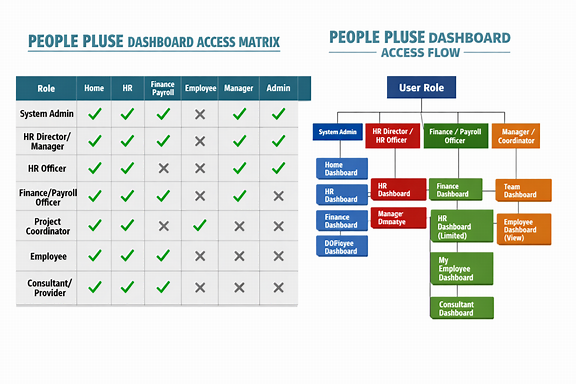 PEOPLE PLUSE DASHBOARD ACCESS MATRIX
Role Home HR Finance Payroll Employee Manager Admin
System Admin
HR Director/
Manager
HR Officer
Finance/Payroll
Officer
Project
Coordinator
Employee
Consultant/
Provider
PEOPLE PLUSE DASHBOARD
ACCESS FLOW
User Role
System Admin
HR Director /
HR Officer
Finance / Payroll
Officer
Manager /
Coordinator
Home
Dashboard
HR
Dashboard
Finance
Dashboard
DOFioyee
Dashboard
HR
Dashboard
Manage'
Dmpatye
Finance
Dashboard
HR
Dashboard
(Limited)
My
Employee
Dashboard
Consultant
Dashboard
Team
Dashboard
Employee
Dashboard
(View)